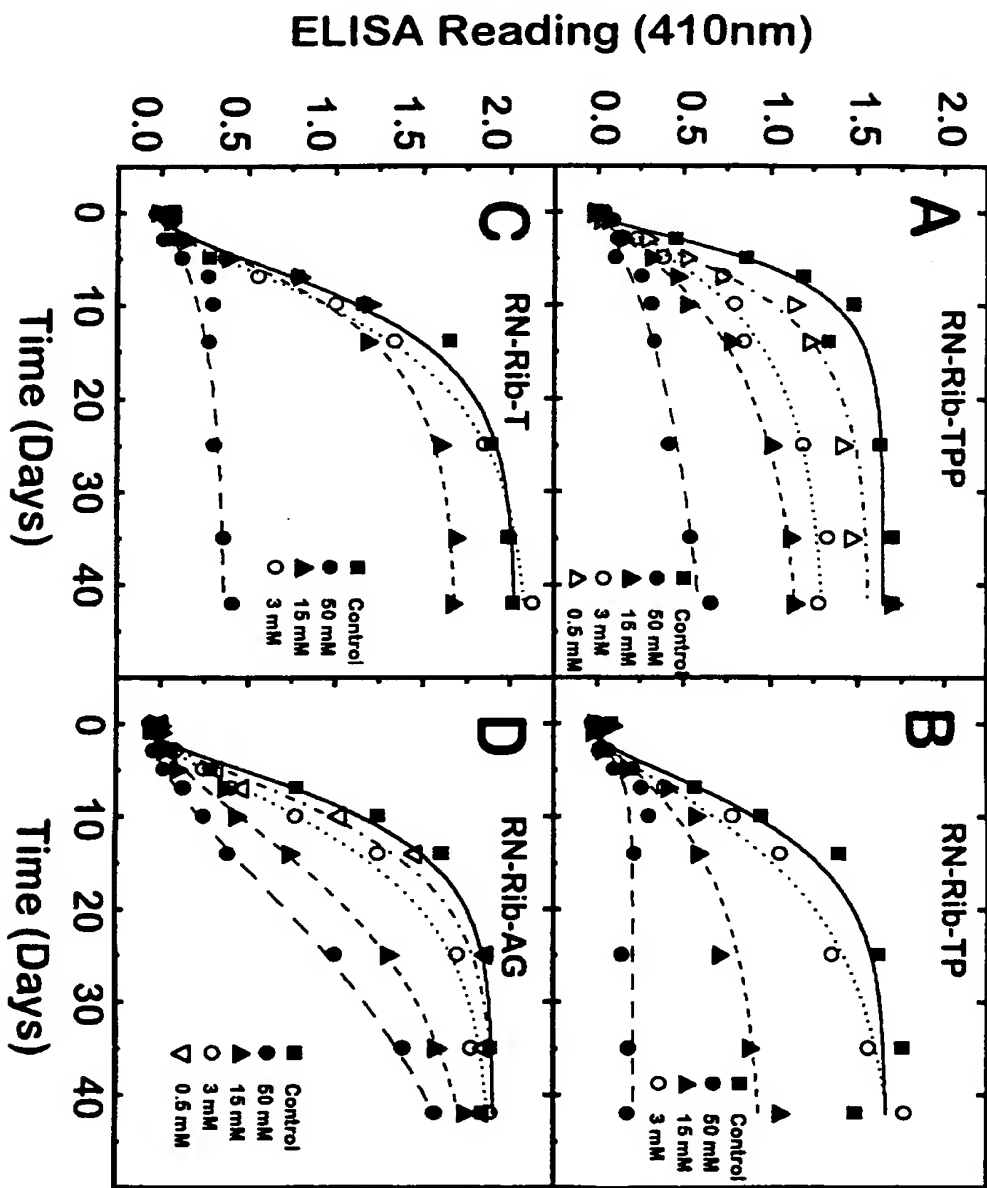 ELISA Reading (410nm)
2.0
1.5
1.0
0.5
0.0
A
RN-Rib-TPP
Control
50 mM
15 mM
3 mM
0.5 mM
B
RN-Rib-TP
Control
50 mM
15 mM
3 mM
2.0
1.5
1.0
0.5
0.0
C
RN-Rib-T
Control
50 mM
15 mM
3 mM
D
RN-Rib-AG
Control
50 mM
15 mM
3 mM
0.5 mM
0 10 20 30 40
0 10 20 30 40
Time (Days)
Time (Days)